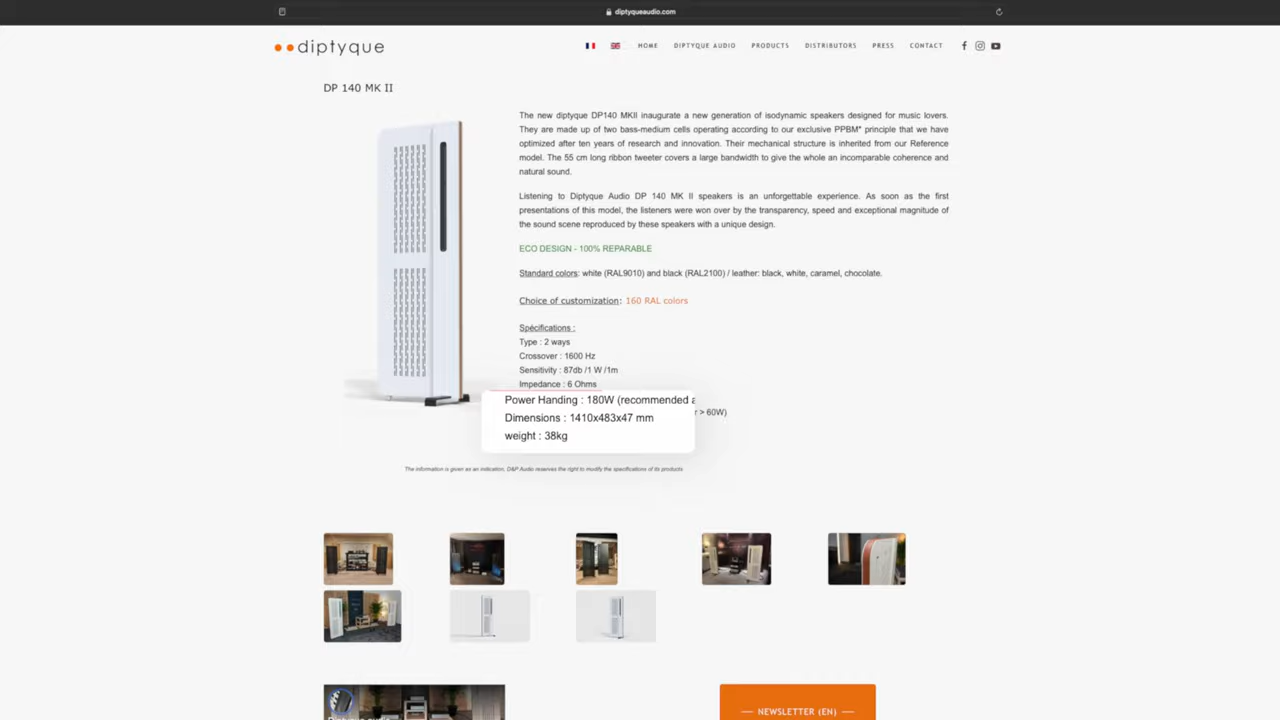 diptyqueaudio.com
diptyque
HOME DIPTYQUE AUDIO PRODUCTS DISTRIBUTORS PRESS CONTACT
DP 140 MK II
The new diptyque DP140 MKII inaugurate a new generation of isodynamic speakers designed for music lovers.
They are made up of two bass-medium cells operating according to our exclusive PPBM* principle that we have
optimized after ten years of research and innovation. Their mechanical structure is inherited from our Reference
model. The 55 cm long ribbon tweeter covers a large bandwidth to give the whole an incomparable coherence and
natural sound.
Listening to Diptyque Audio DP 140 MK II speakers is an unforgettable experience. As soon as the first
presentations of this model, the listeners were won over by the transparency, speed and exceptional magnitude of
the sound scene reproduced by these speakers with a unique design.
ECO DESIGN - 100% REPARABLE
Standard colors: white (RAL9010) and black (RAL2100) / leather: black, white, caramel, chocolate.
Choice of customization: 160 RAL colors
Spécifications :
Type : 2 ways
Crossover : 1600 Hz
Sensitivity : 87db /1 W /1m
Impedance : 6 Ohms
Power Handing : 180W (recommended a
r > 60W)
Dimensions : 1410x483x47 mm
weight : 38kg
The information is given as an indication, D&P Audio reserves the right to modify the specifications of its products
NEWSLETTER (EN)